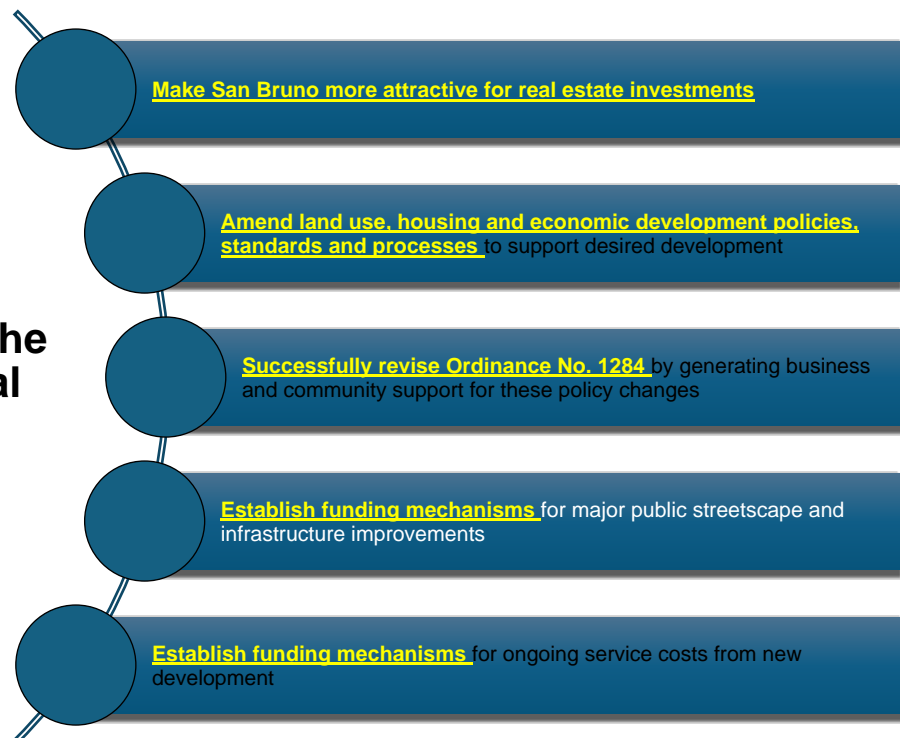 Make San Bruno more attractive for real estate investments
Amend land use, housing and economic development policies,
standards and processes to support desired development
he
al
Successfully revise Ordinance No. 1284 by generating business
and community support for these policy changes
Establish funding mechanisms for major public streetscape and
infrastructure improvements
Establish funding mechanisms for ongoing service costs from new
development